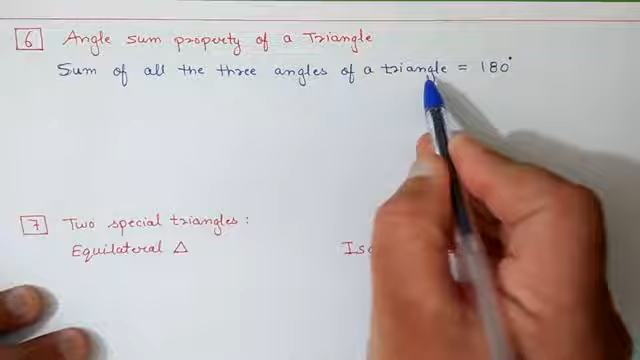 6 Angle sum property of a Triangle
Sum of all the three angles of a triangle = 180°
7 Two special triangles:
Equilateral △